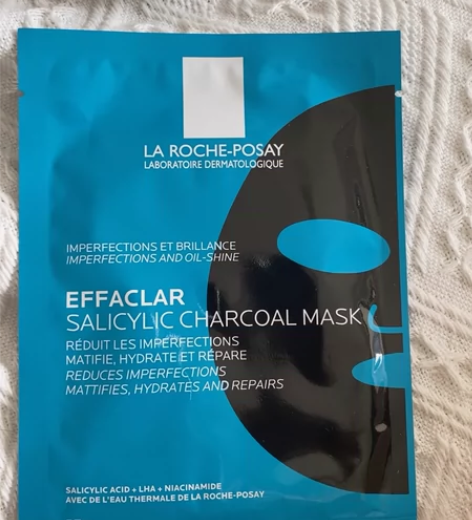 LA ROCHE-POSAY
LABORATOIRE DERMATOLOGIQUE
IMPERFECTIONS ET BRILLANCE
IMPERFECTIONS AND OIL-SHINE
EFFACLAR
SALICYLIC CHARCOAL MASK
RÉDUIT LES IMPERFECTIONS
MATIFIE, HYDRATE ET RÉPARE
REDUCES IMPERFECTIONS
MATTIFIES, HYDRATES AND REPAIRS
SALICYLIC ACID + LHA + NIACINAMIDE
AVEC DE L'EAU THERMALE DE LA ROCHE-POSAY